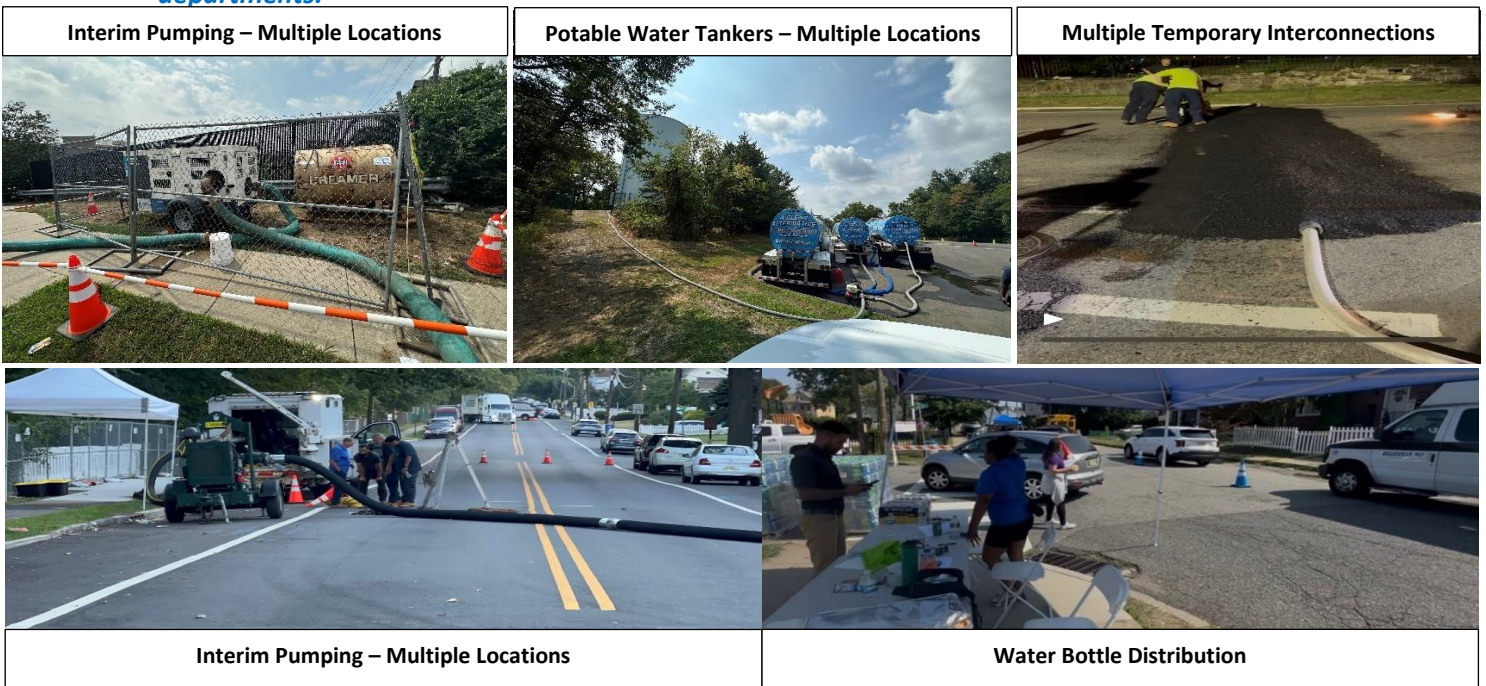 departments.
Interim Pumping – Multiple Locations
Potable Water Tankers – Multiple Locations
Multiple Temporary Interconnections
CREAMER
Interim Pumping – Multiple Locations
Water Bottle Distribution